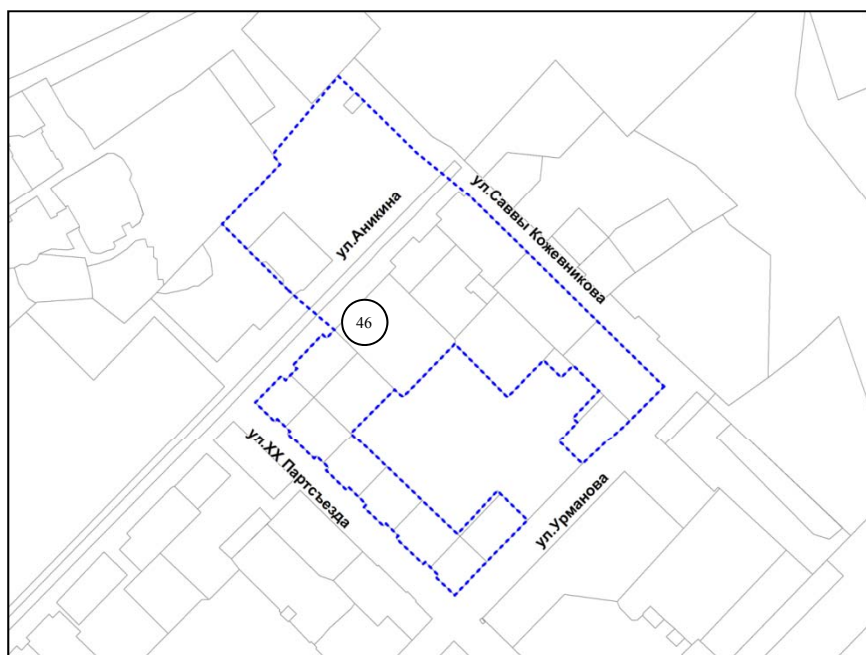 ул.Саввы Кожевникова
ул.Аникина
46
ул.XX Партсъезда
ул.Урманова